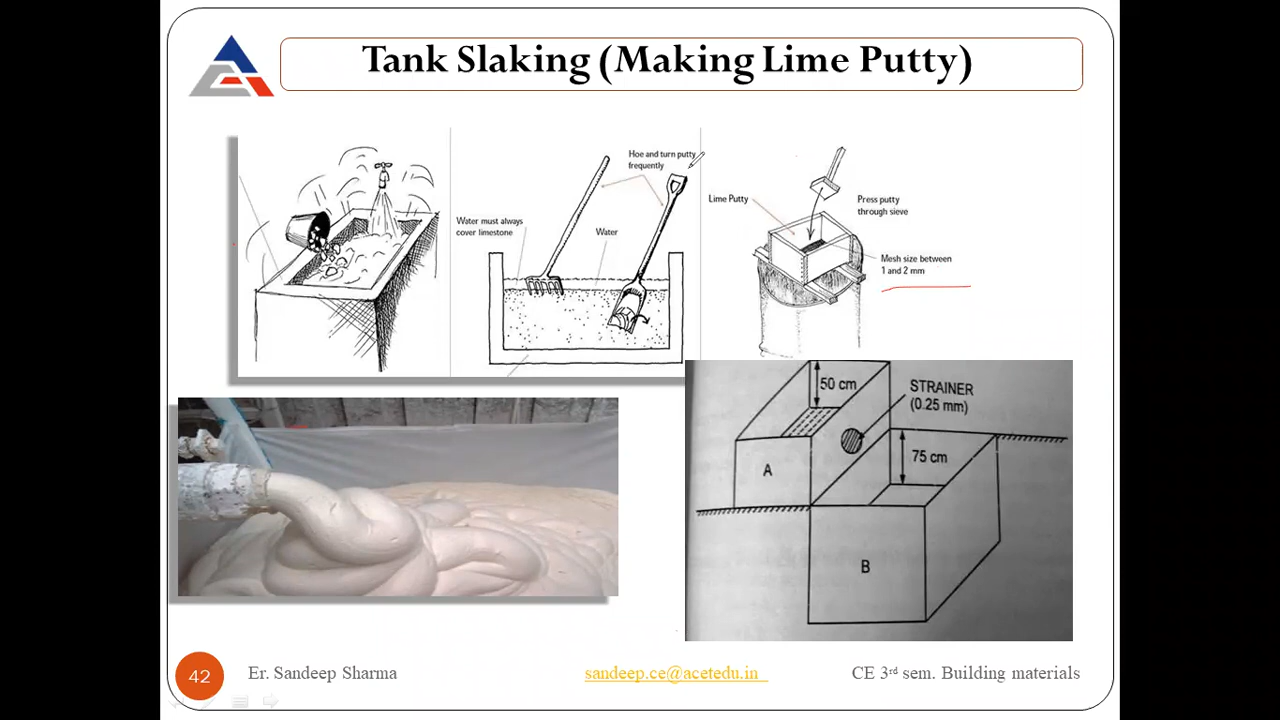 Tank Slaking (Making Lime Putty)
Hoe and turn putty
frequently
Water must always
cover limestone
Water
Lime Putty
Press putty
through sieve
Mesh size between
1 and 2 mm
50 cm
STRAINER
(0.25 mm)
75 cm
A
B
42
Er. Sandeep Sharma
sandeep.ce@acetedu.in
CE 3rd sem. Building materials